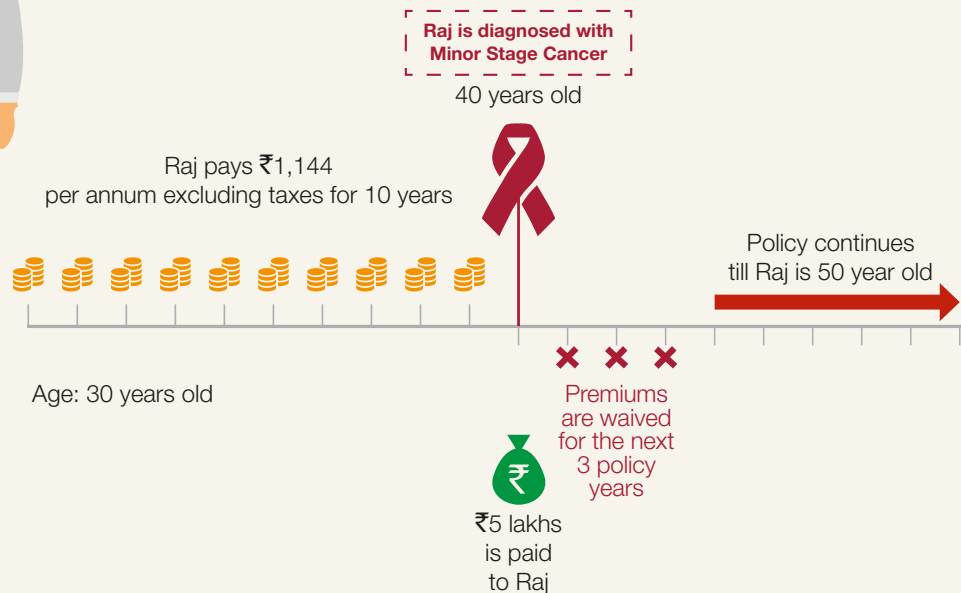 Raj is diagnosed with
Minor Stage Cancer
40 years old
Raj pays ₹1,144
per annum excluding taxes for 10 years
Policy continues
till Raj is 50 year old
Age: 30 years old
Premiums
are waived
for the next
3 policy
years
₹
₹5 lakhs
is paid
to Raj